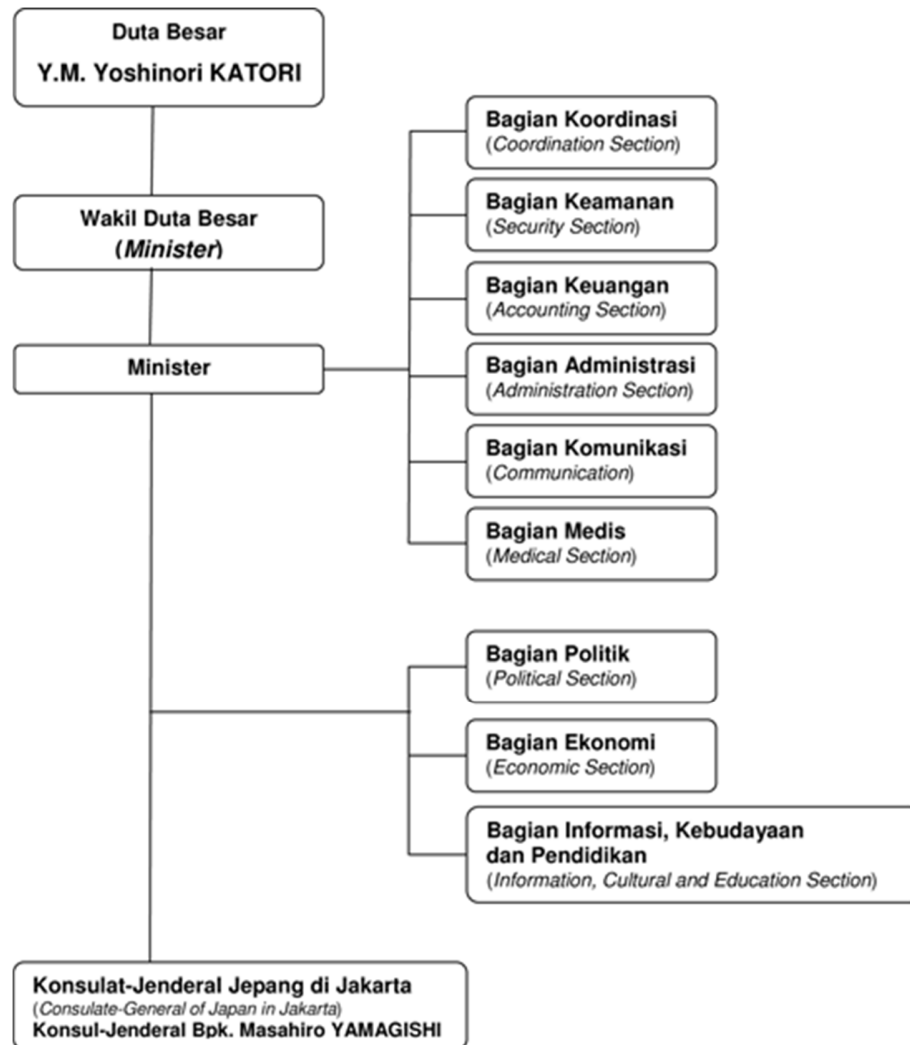 Duta Besar
Y.M. Yoshinori KATORI
Wakil Duta Besar
(Minister)
Minister
Bagian Koordinasi
(Coordination Section)
Bagian Keamanan
(Security Section)
Bagian Keuangan
(Accounting Section)
Bagian Administrasi
(Administration Section)
Bagian Komunikasi
(Communication)
Bagian Medis
(Medical Section)
Bagian Politik
(Political Section)
Bagian Ekonomi
(Economic Section)
Bagian Informasi, Kebudayaan
dan Pendidikan
(Information, Cultural and Education Section)
Konsulat-Jenderal Jepang di Jakarta
(Consulate-General of Japan in Jakarta)
Konsul-Jenderal Bpk. Masahiro YAMAGISHI